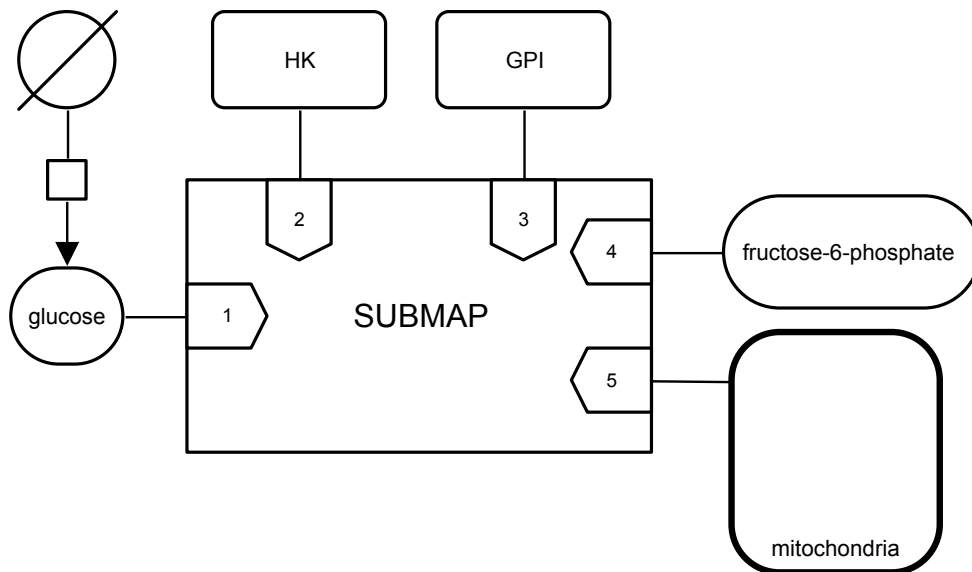 HK
GPI
2
3
4
fructose-6-phosphate
glucose
1
SUBMAP
5
mitochondria